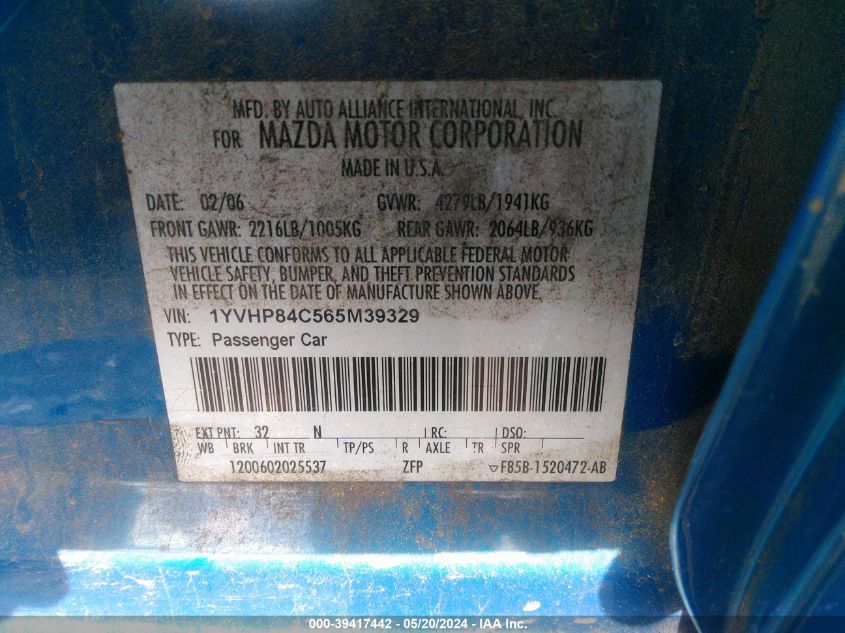 MFD. BY AUTO ALLIANCE INTERNATIONAL, INC.
FOR MAZDA MOTOR CORPORATION
MADE IN U.S.A.
DATE: 02/06 GVWR: 4279LB/1941KG
FRONT GAWR: 2216LB/1005KG REAR GAWR: 2064LB/936KG
THIS VEHICLE CONFORMS TO ALL APPLICABLE FEDERAL MOTOR
VEHICLE SAFETY, BUMPER, AND THEFT PREVENTION STANDARDS
IN EFFECT ON THE DATE OF MANUFACTURE SHOWN ABOVE.
VIN: 1YVHP84C565M39329
TYPE: Passenger Car
EXT PNT: 32 N RC: DSO:
WB BRK INT TR TP/PS R AXLE TR SPR
1200602025537 ZFP ▽FB5B-1520472-AB
000-39417442 - 05/20/2024 - IAA Inc.